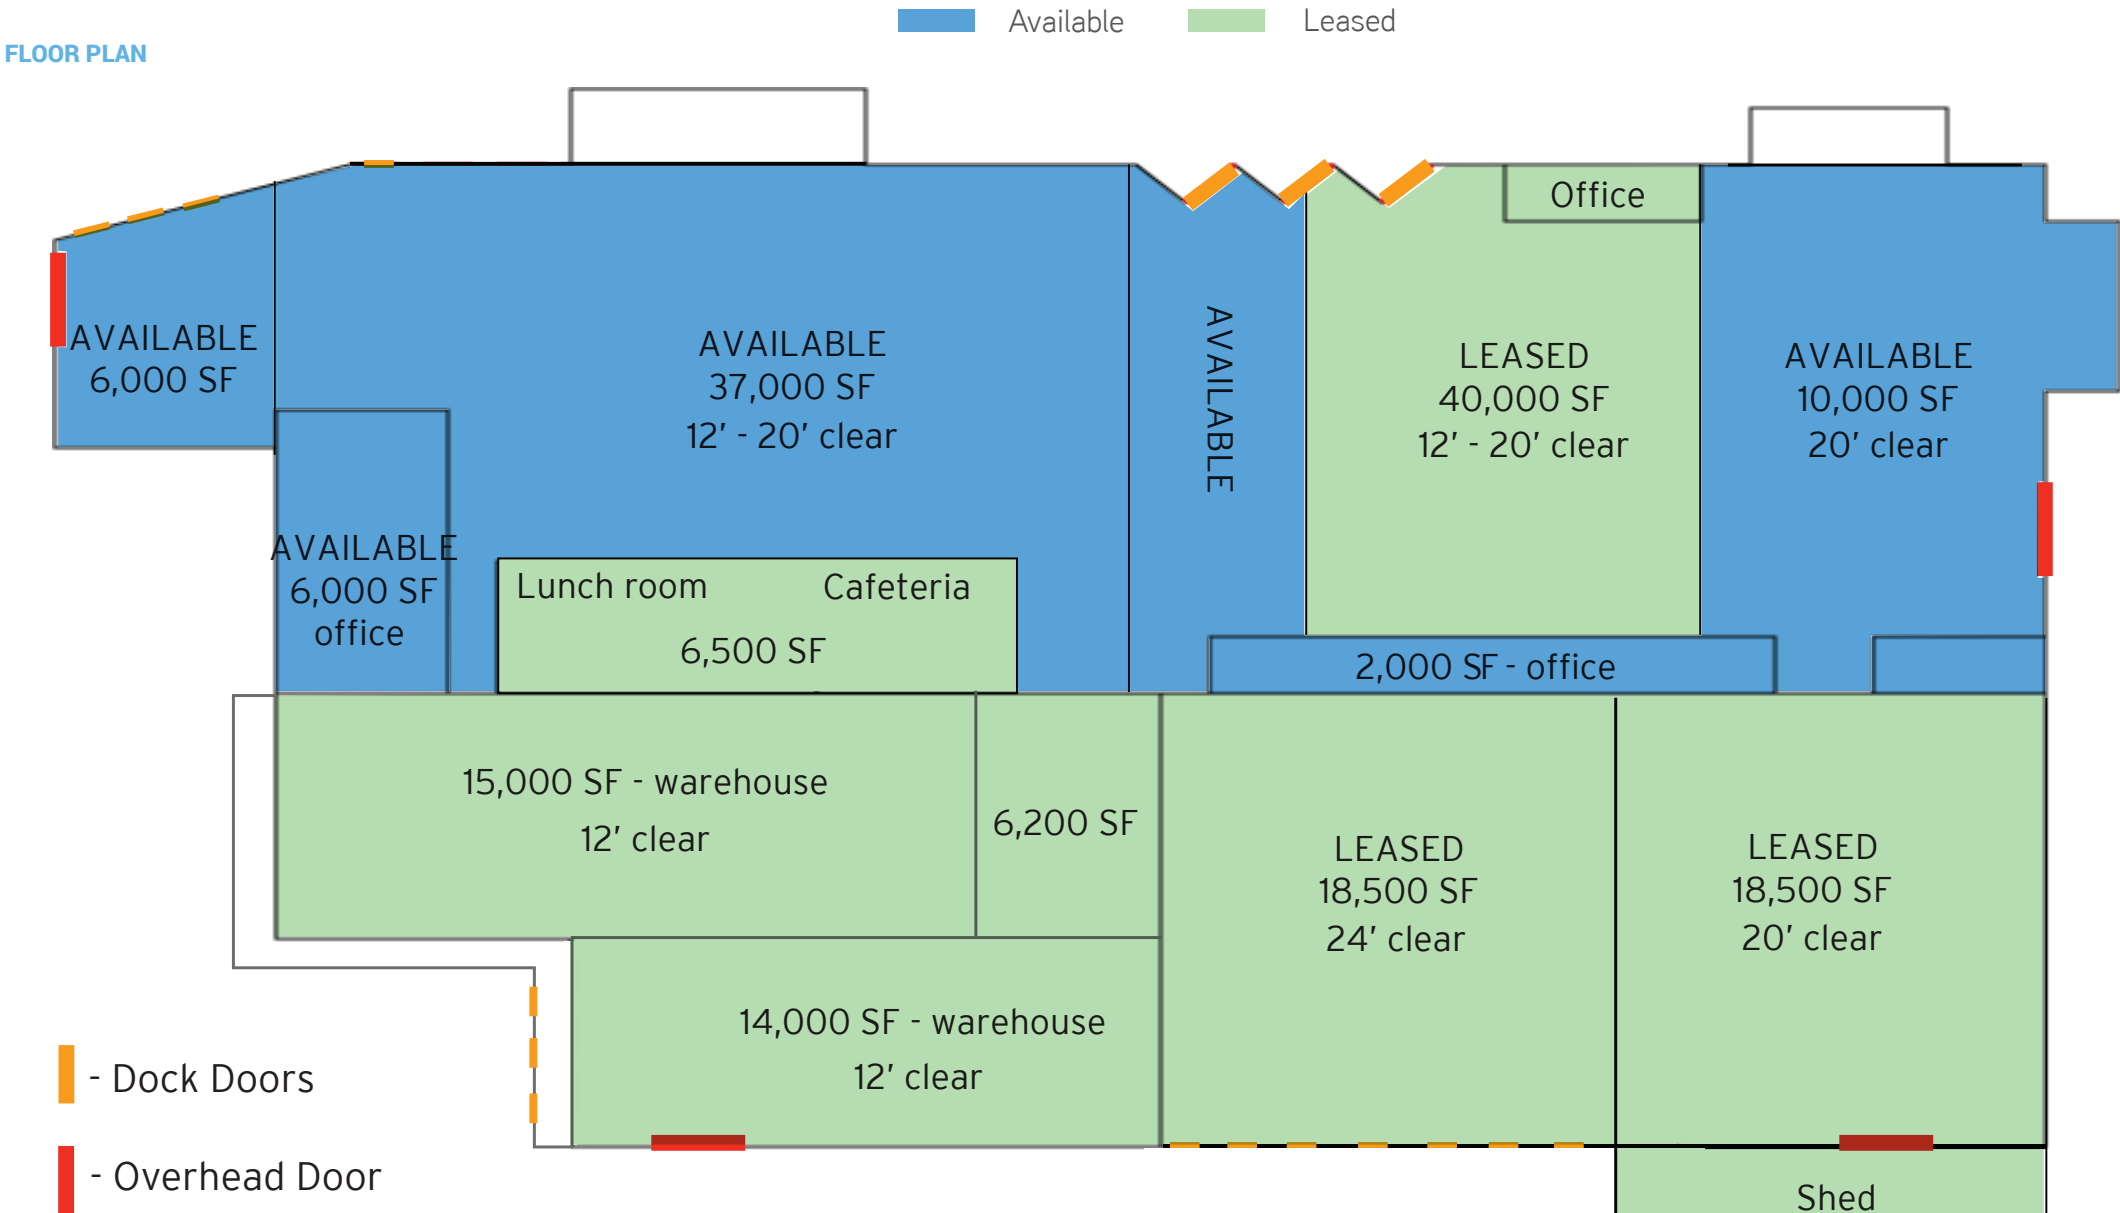 Available
Leased
FLOOR PLAN
Office
AVAILABLE
6,000 SF
AVAILABLE
37,000 SF
12' - 20' clear
AVAILABLE
LEASED
40,000 SF
12' - 20' clear
AVAILABLE
10,000 SF
20' clear
AVAILABLE
6,000 SF
office
Lunch room
Cafeteria
6,500 SF
2,000 SF - office
15,000 SF - warehouse
12' clear
6,200 SF
LEASED
18,500 SF
24' clear
LEASED
18,500 SF
20' clear
14,000 SF - warehouse
12' clear
- Dock Doors
- Overhead Door
Shed